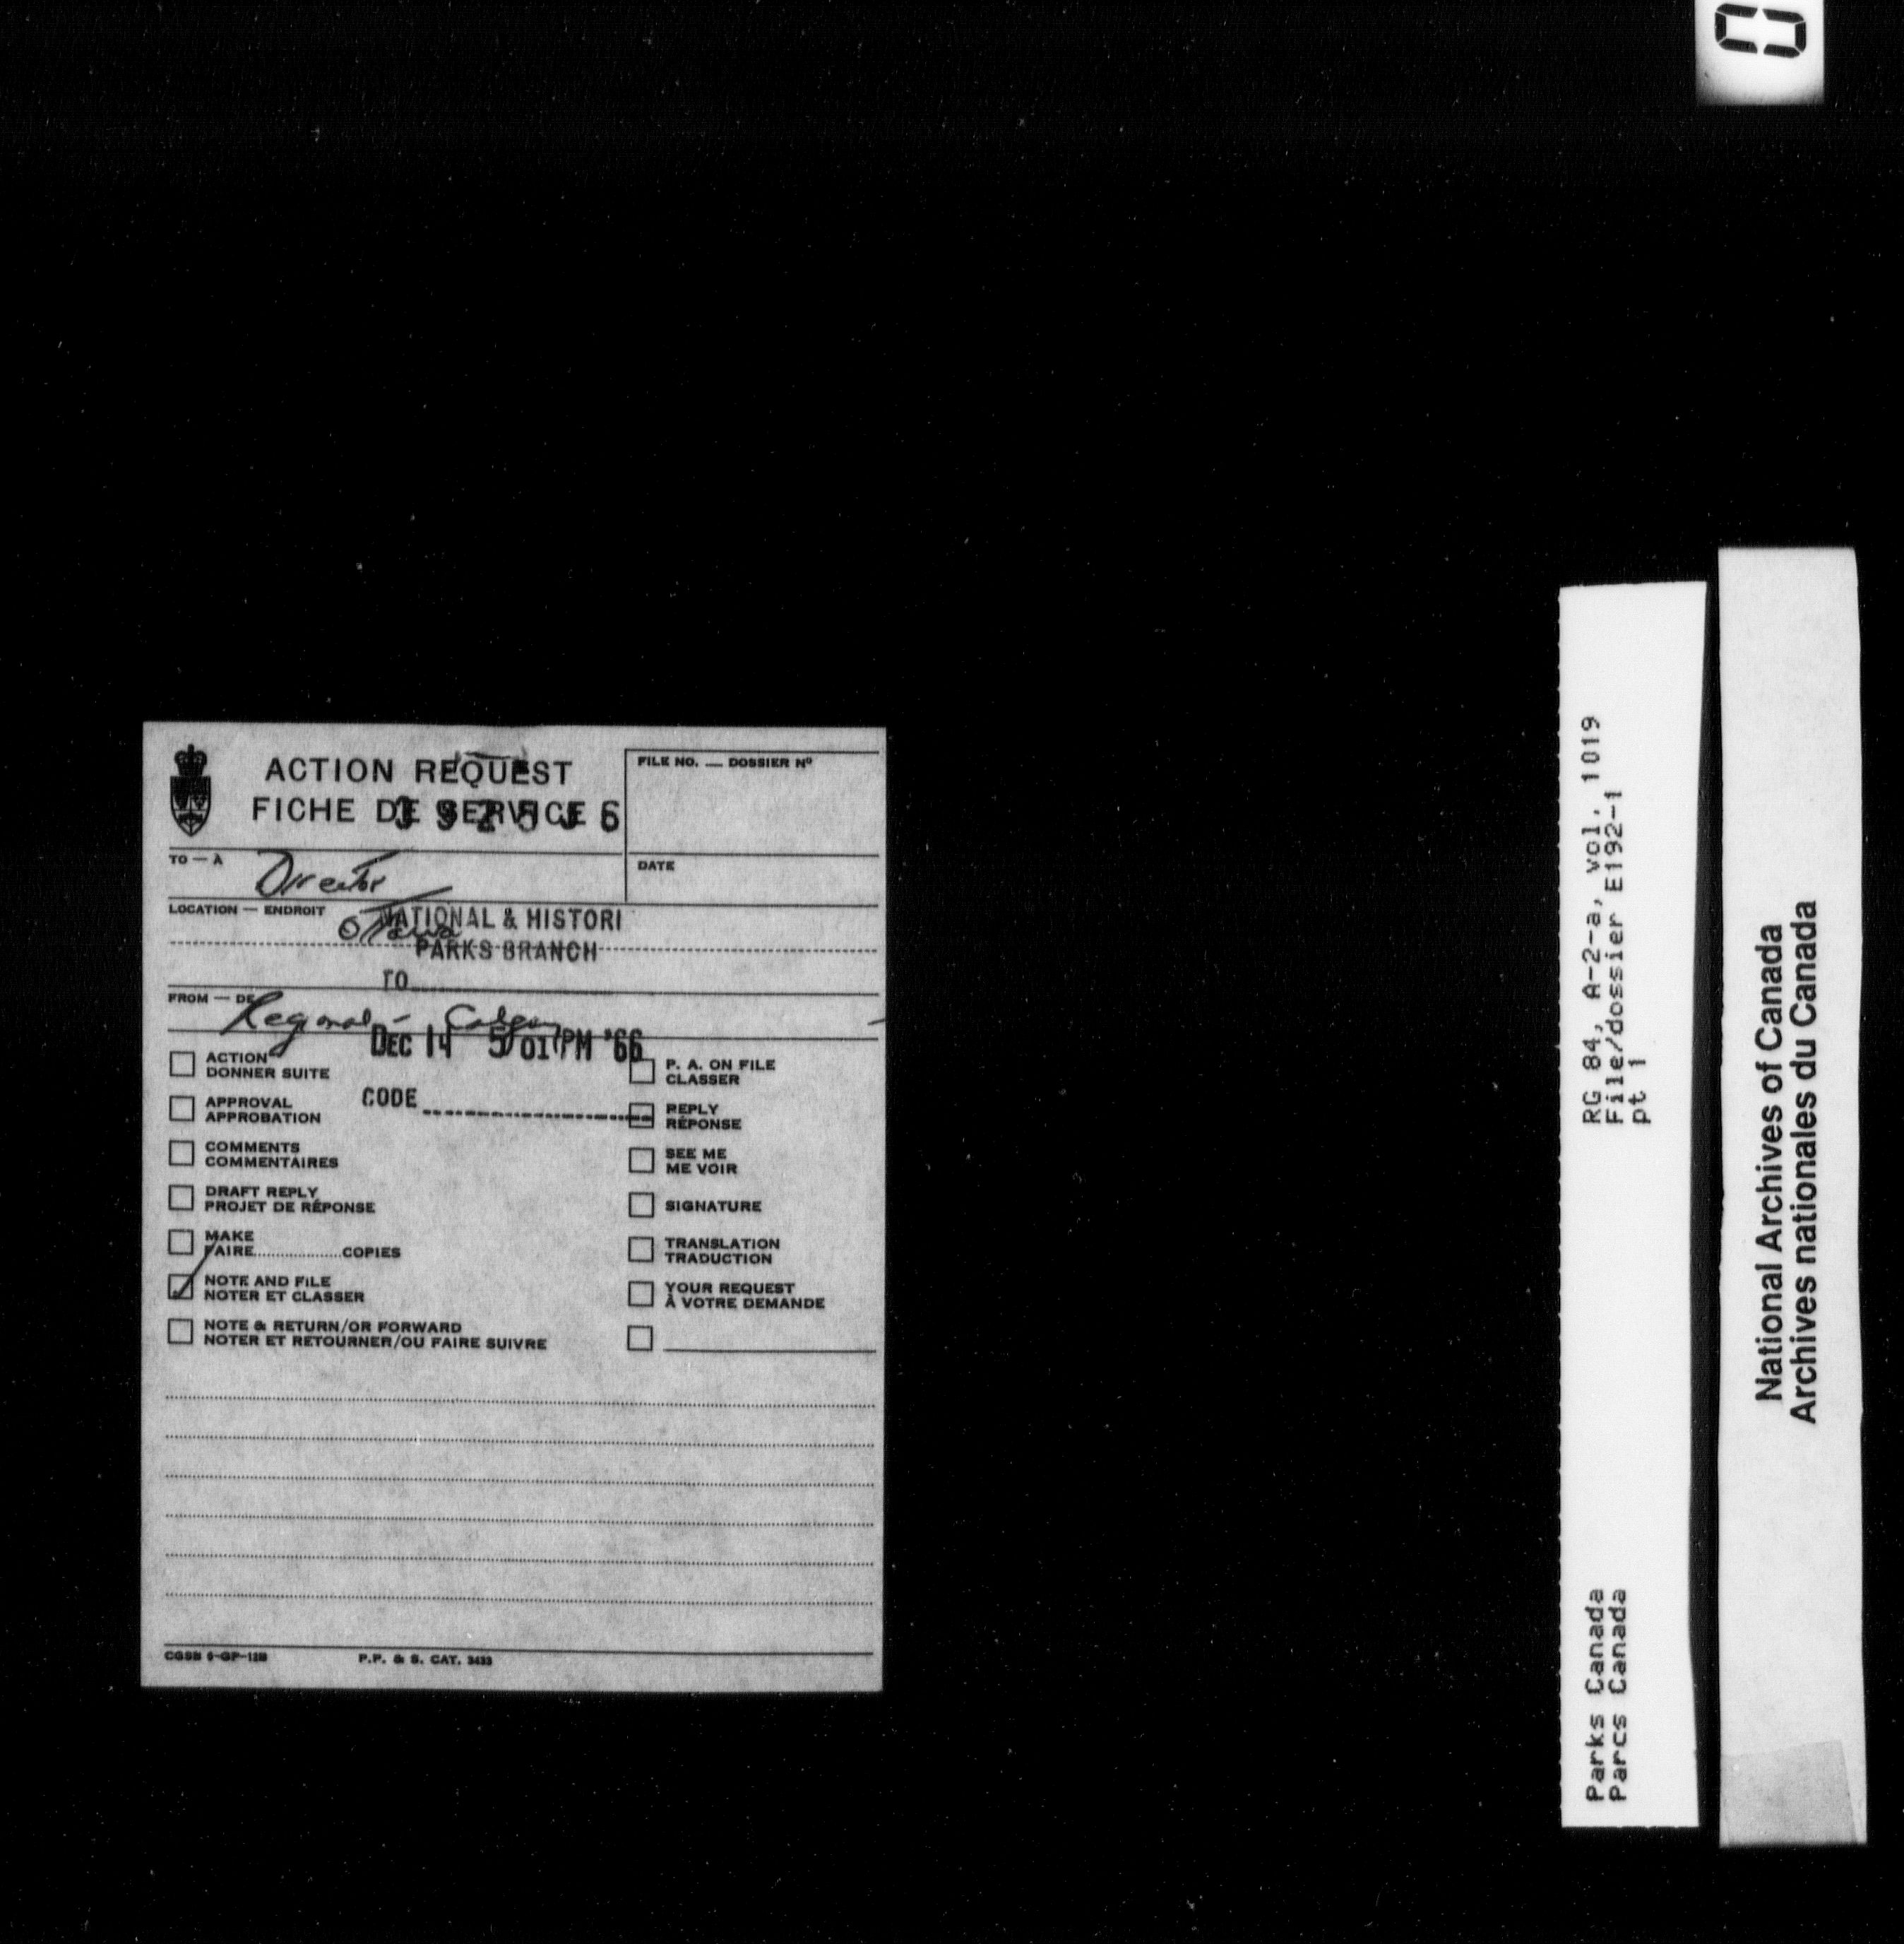 ACTION REQUEST
FICHE DE SERVICE
FILE NO. — DOSSIER Nº
TO — À
Director
DATE
LOCATION — ENDROIT
Ottawa
NATIONAL & HISTORI
PARKS BRANCH
TO
FROM — DE
Regional - Calgary
DEC 14 5 01 PM '66
CODE
ACTION
DONNER SUITE
APPROVAL
APPROBATION
COMMENTS
COMMENTAIRES
DRAFT REPLY
PROJET DE RÉPONSE
MAKE
FAIRE..................COPIES
NOTE AND FILE
NOTER ET CLASSER
NOTE & RETURN/OR FORWARD
NOTER ET RETOURNER/OU FAIRE SUIVRE
P. A. ON FILE
CLASSER
REPLY
RÉPONSE
SEE ME
ME VOIR
SIGNATURE
TRANSLATION
TRADUCTION
YOUR REQUEST
À VOTRE DEMANDE
P.P. & S. CAT. 3433
Parks Canada
Parcs Canada
RG 84, A-2-a, vol. 1019
File/dossier E192-1
pt 1
National Archives of Canada
Archives nationales du Canada